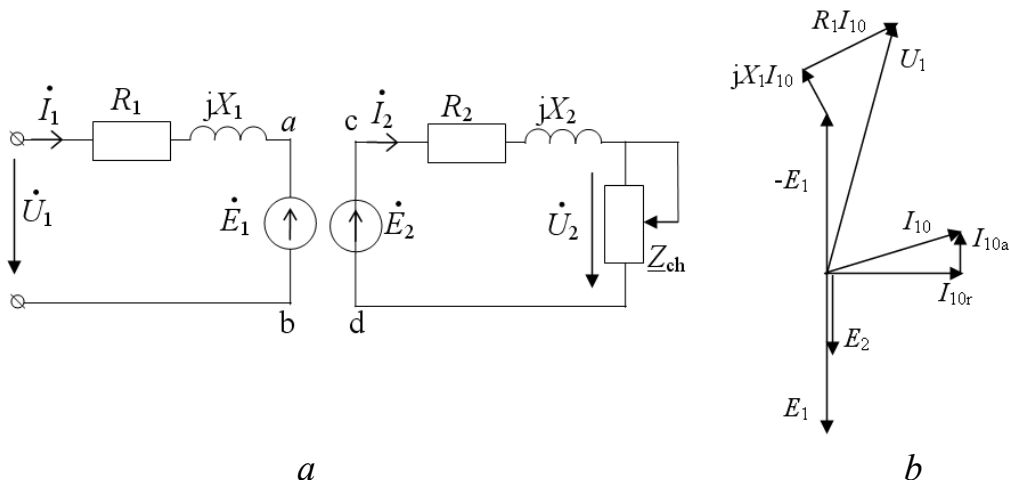 İ₁ R₁ jX₁ a
U̇₁ Ė₁
b
c İ₂ R₂ jX₂
Ė₂ U̇₂ Z̲ch
d
a
R₁I₁₀
U₁
jX₁I₁₀
-E₁
I₁₀ I₁₀a
I₁₀r
E₂
E₁
b